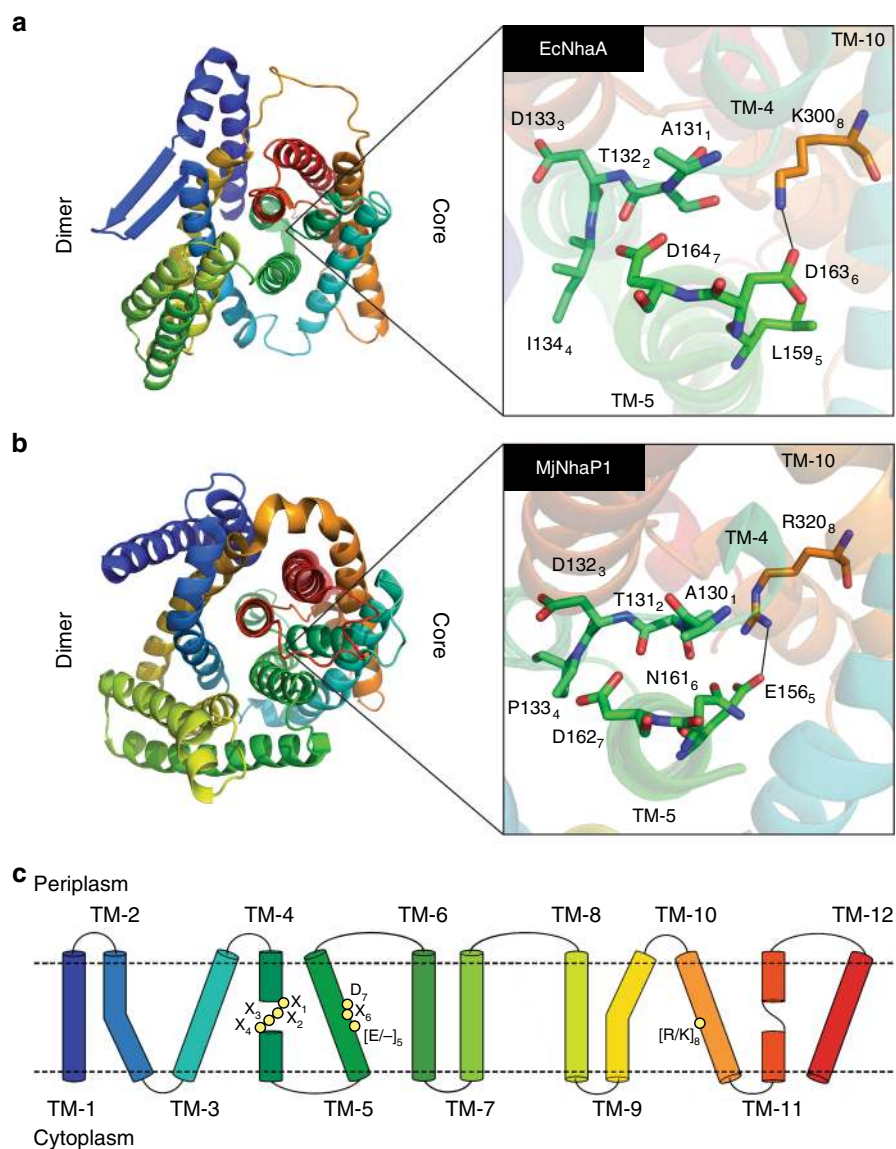 a
EcNhaA
TM-10
TM-4
K300₈
D133₃
A131₁
T132₂
D164₇
D163₆
I134₄
L159₅
TM-5
Dimer
Core
b
MjNhaP1
TM-10
R320₈
TM-4
D132₃
T131₂
A130₁
N161₆
E156₅
P133₄
D162₇
TM-5
Dimer
Core
c
Periplasm
TM-2 TM-4 TM-6 TM-8 TM-10 TM-12
X₁
X₂
X₃
X₄
D₇
X₆
[E/–]₅
[R/K]₈
TM-1 TM-3 TM-5 TM-7 TM-9 TM-11
Cytoplasm